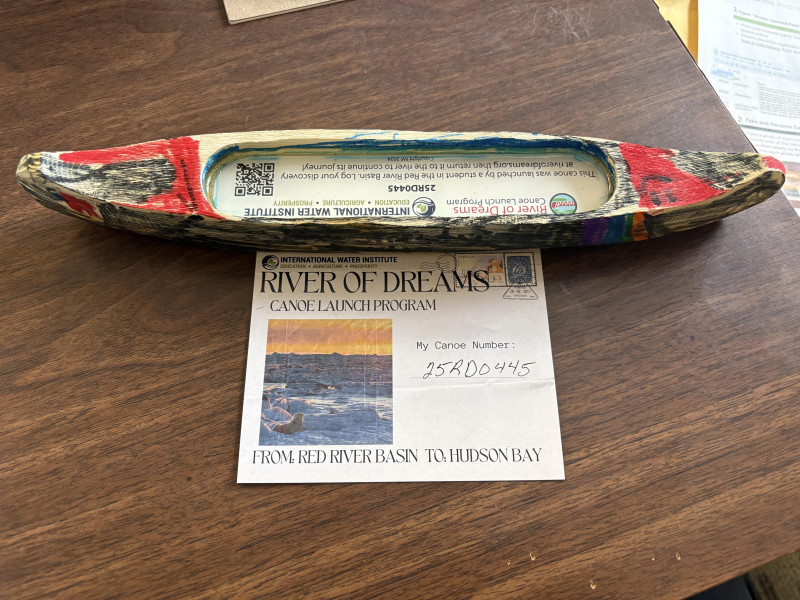 This canoe was launched by a student in the Red River Basin. Log your discovery
at riverofdreams.org then return it to the river to continue its journey!
Copyright IWI 2024
25RD0445
River of Dreams
Canoe Launch Program
INTERNATIONAL WATER INSTITUTE
EDUCATION • AGRICULTURE • PROSPERITY
INTERNATIONAL WATER INSTITUTE
EDUCATION • AGRICULTURE • PROSPERITY
RIVER OF DREAMS
CANOE LAUNCH PROGRAM
My Canoe Number:
25RD0445
FROM: RED RIVER BASIN TO: HUDSON BAY